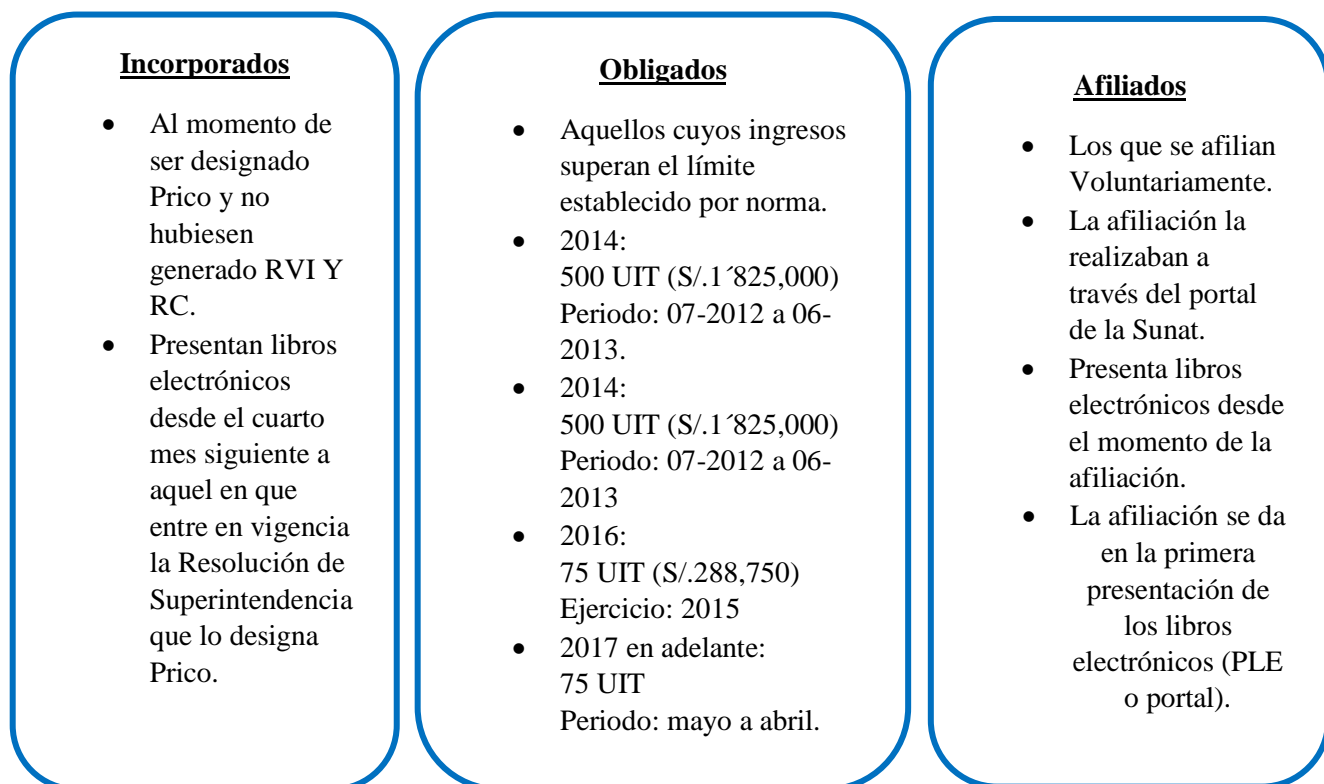 Incorporados
• Al momento de
ser designado
Prico y no
hubiesen
generado RVI Y
RC.
• Presentan libros
electrónicos
desde el cuarto
mes siguiente a
aquel en que
entre en vigencia
la Resolución de
Superintendencia
que lo designa
Prico.
Obligados
• Aquellos cuyos ingresos
superan el límite
establecido por norma.
• 2014:
500 UIT (S/.1´825,000)
Periodo: 07-2012 a 06-
2013.
• 2014:
500 UIT (S/.1´825,000)
Periodo: 07-2012 a 06-
2013
• 2016:
75 UIT (S/.288,750)
Ejercicio: 2015
• 2017 en adelante:
75 UIT
Periodo: mayo a abril.
Afiliados
• Los que se afilian
Voluntariamente.
• La afiliación la
realizaban a
través del portal
de la Sunat.
• Presenta libros
electrónicos desde
el momento de la
afiliación.
• La afiliación se da
en la primera
presentación de
los libros
electrónicos (PLE
o portal).